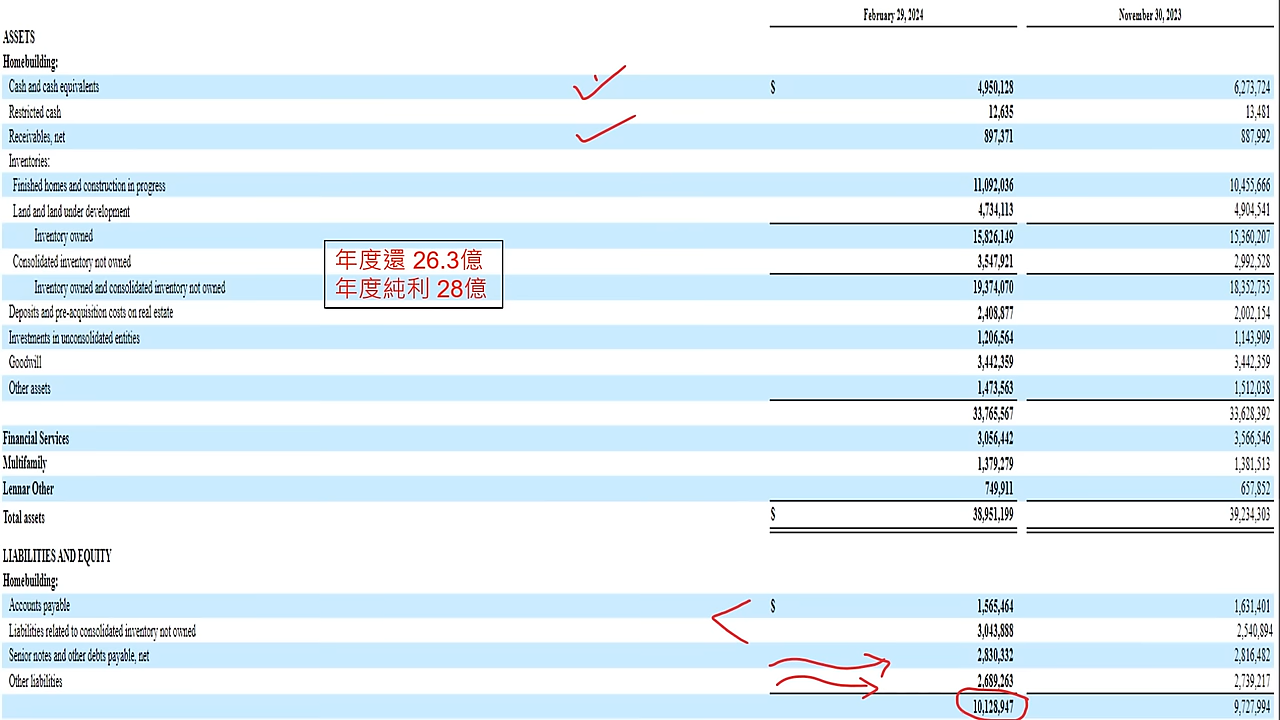 February 29, 2024 November 30, 2023
ASSETS
Homebuilding:
Cash and cash equivalents $ 4,950,128 6,273,724
Restricted cash 12,635 13,481
Receivables, net 897,371 887,992
Inventories:
Finished homes and construction in progress 11,092,036 10,455,666
Land and land under development 4,734,113 4,904,541
Inventory owned 15,826,149 15,360,207
Consolidated inventory not owned 3,547,921 2,992,528
Inventory owned and consolidated inventory not owned 19,374,070 18,352,735
Deposits and pre-acquisition costs on real estate 2,408,877 2,002,154
Investments in unconsolidated entities 1,206,564 1,143,909
Goodwill 3,442,359 3,442,359
Other assets 1,473,563 1,512,038
33,765,567 33,628,392
Financial Services 3,056,442 3,566,546
Multifamily 1,379,279 1,381,513
Lennar Other 749,911 657,852
Total assets $ 38,951,199 39,234,303
LIABILITIES AND EQUITY
Homebuilding:
Accounts payable $ 1,565,464 1,631,401
Liabilities related to consolidated inventory not owned 3,043,888 2,540,894
Senior notes and other debts payable, net 2,830,332 2,816,482
Other liabilities 2,689,263 2,739,217
10,128,947 9,727,994
年度還 26.3億
年度純利 28億